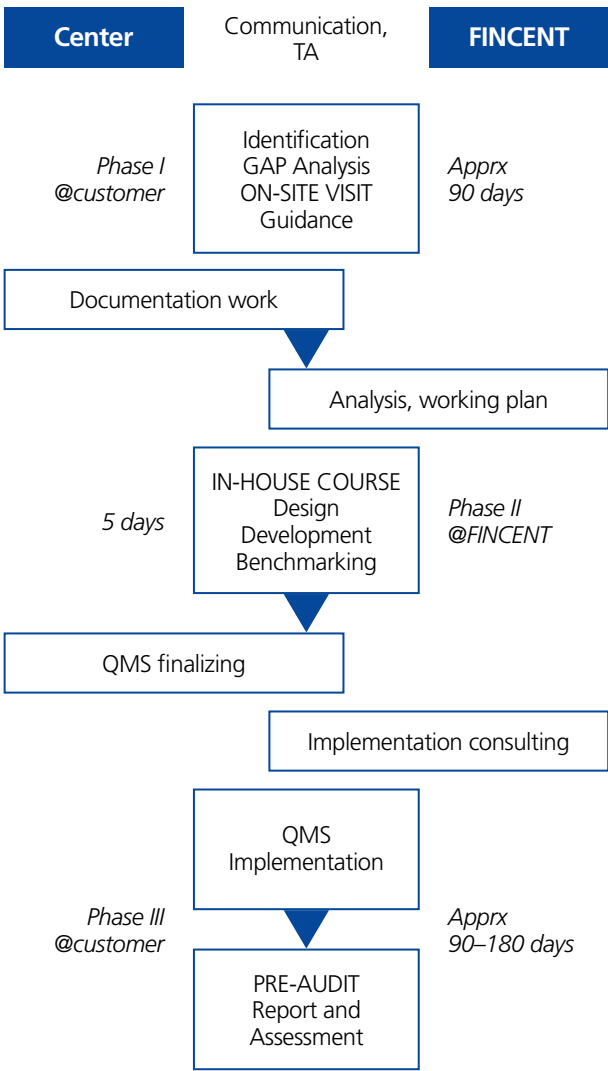 Center
Communication,
TA
FINCENT
Phase I
@customer
Identification
GAP Analysis
ON-SITE VISIT
Guidance
Apprx
90 days
Documentation work
Analysis, working plan
5 days
IN-HOUSE COURSE
Design
Development
Benchmarking
Phase II
@FINCENT
QMS finalizing
Implementation consulting
QMS
Implementation
Phase III
@customer
Apprx
90–180 days
PRE-AUDIT
Report and
Assessment